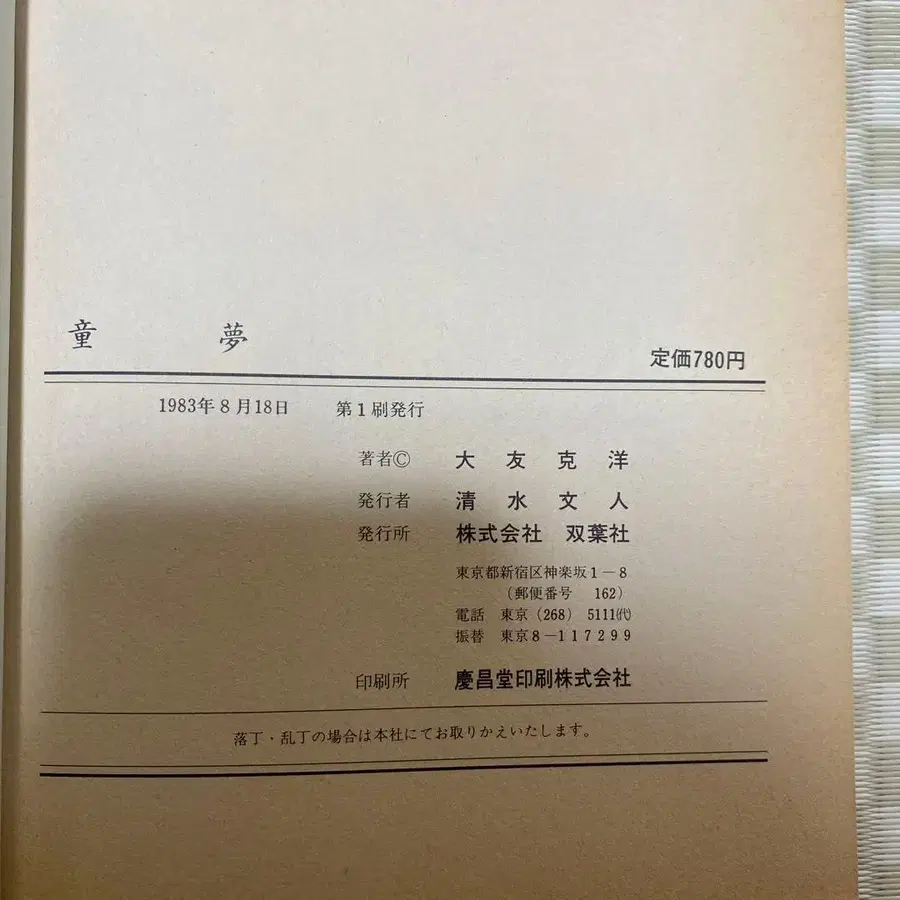 童夢
定価780円
1983年8月18日 第1刷発行
著者© 大友克洋
発行者 清水文人
発行所 株式会社 双葉社
東京都新宿区神楽坂1-8
(郵便番号 162)
電話 東京(268) 5111㈹
振替 東京8-117299
印刷所 慶昌堂印刷株式会社
落丁・乱丁の場合は本社にてお取りかえいたします。